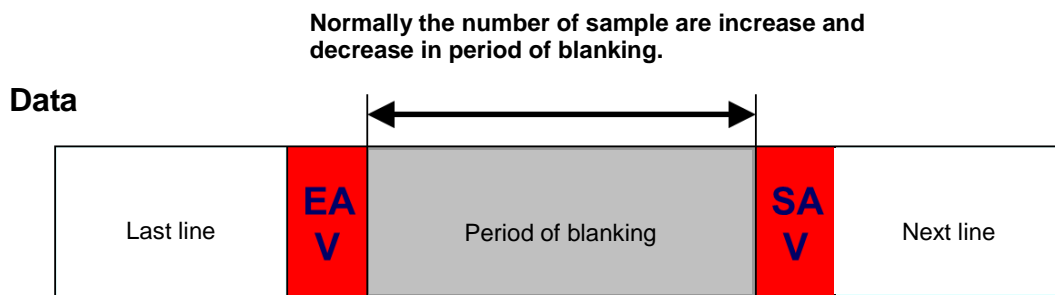 Normally the number of sample are increase and
decrease in period of blanking.
Data
Last line
EA
V
Period of blanking
SA
V
Next line